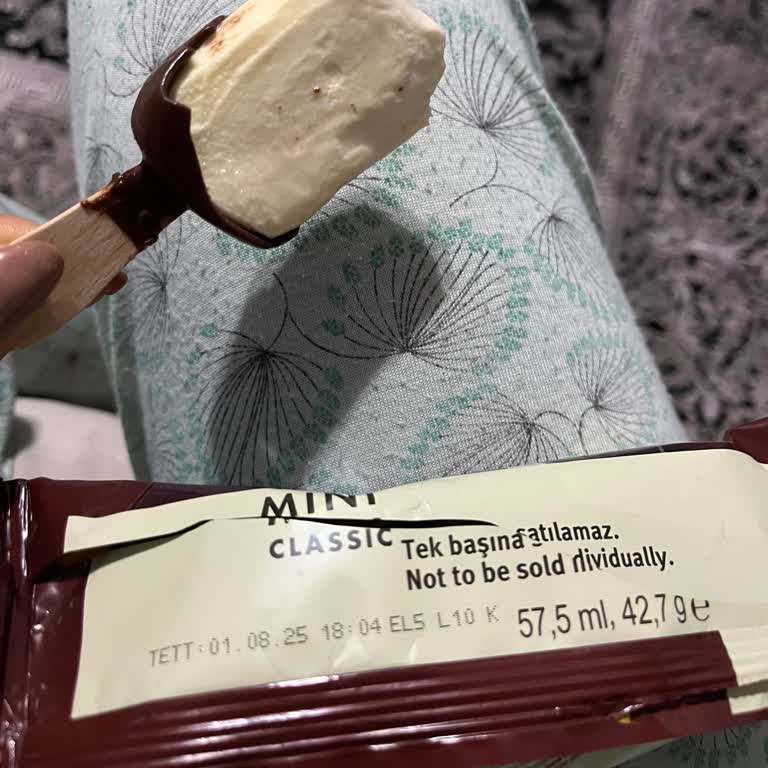 MINI
CLASSIC
Tek başına satılamaz.
Not to be sold individually.
TETT:01.08.25 18:04 EL5 L10 K
57,5 ml, 42,7 g ℮